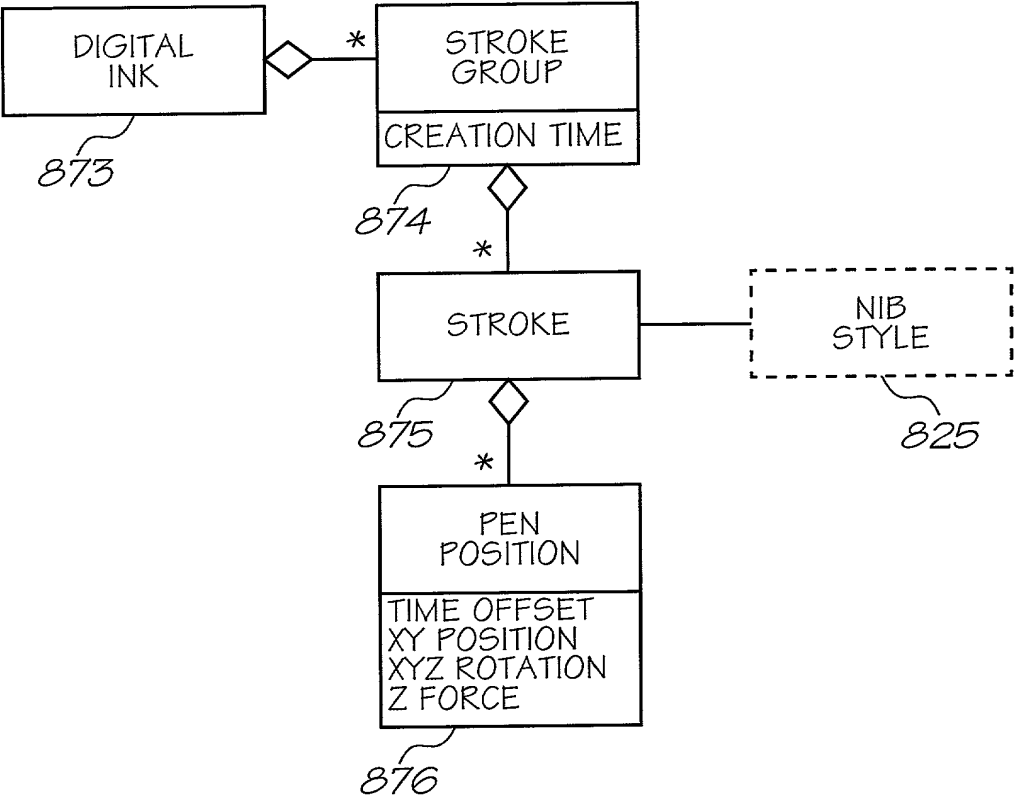 DIGITAL
INK
*
STROKE
GROUP
CREATION TIME
873
874
*
STROKE
NIB
STYLE
875
825
*
PEN
POSITION
TIME OFFSET
XY POSITION
XYZ ROTATION
Z FORCE
876